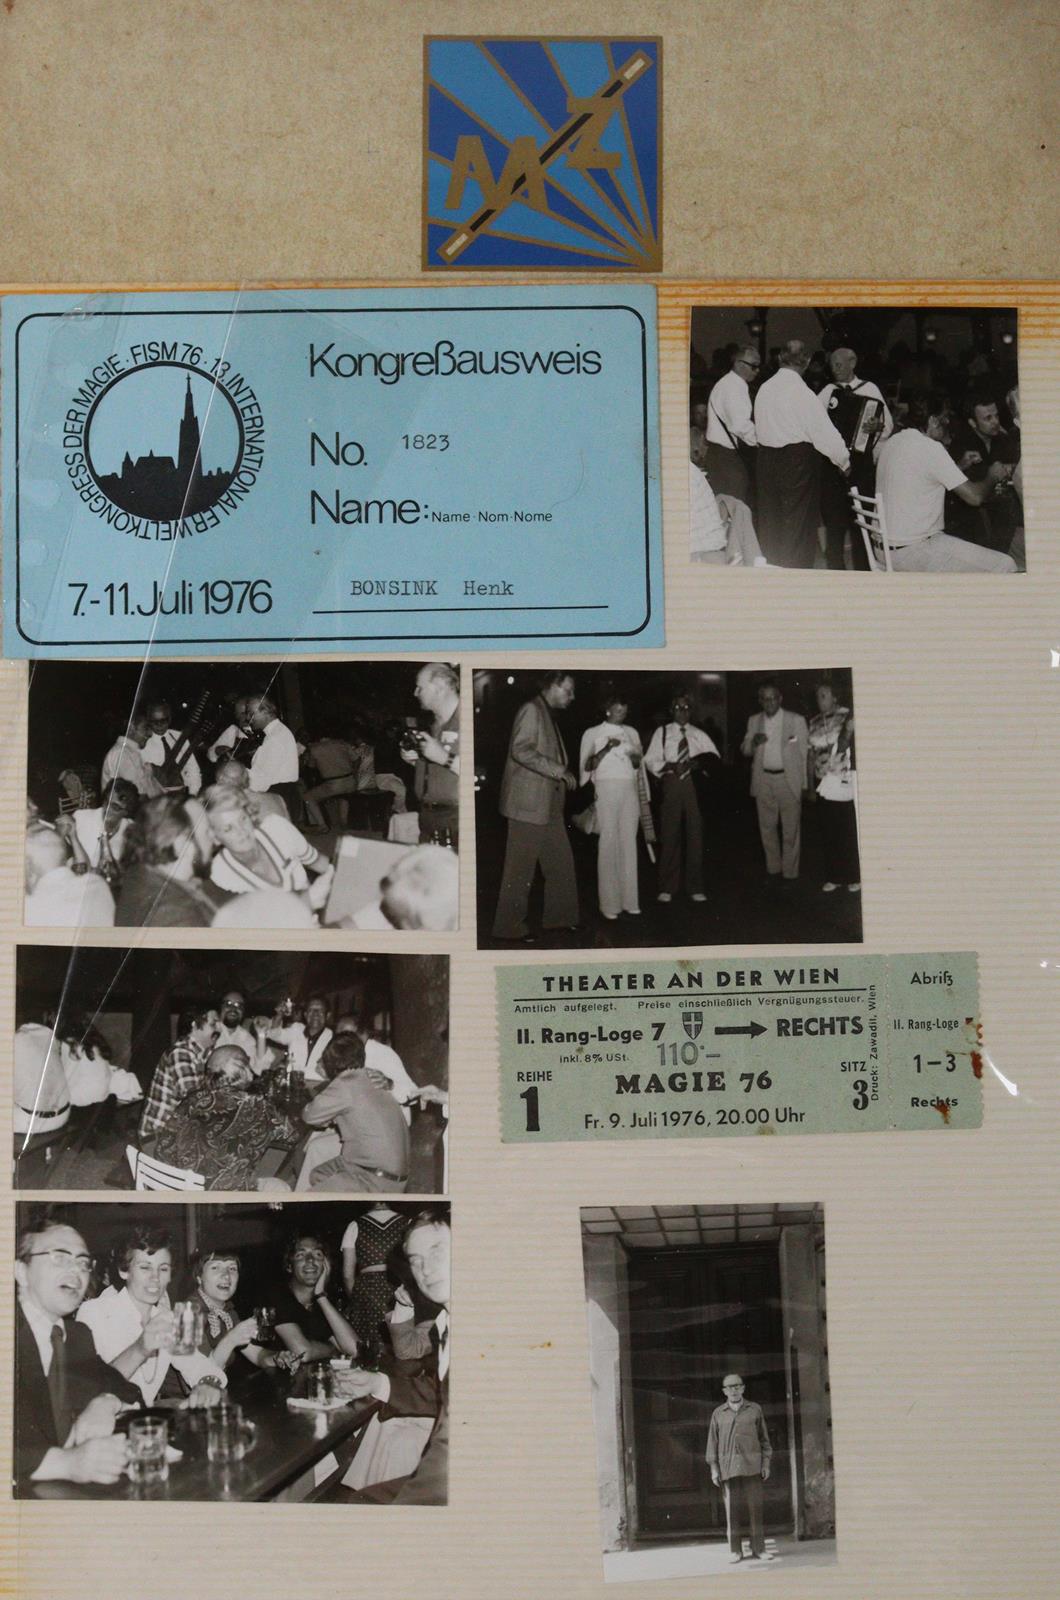 MZ
FISM 76 · 13. INTERNATIONALER WELTKONGRESS DER MAGIE ·
Kongreßausweis
No. 1823
Name: Name·Nom·Nome
7.-11. Juli 1976
BONSINK Henk
THEATER AN DER WIEN
Amtlich aufgelegt. Preise einschließlich Vergnügungssteuer.
II. Rang-Loge 7 RECHTS
inkl. 8% USt. 110·-
REIHE
1
MAGIE 76
SITZ
3
Fr. 9. Juli 1976, 20.00 Uhr
Druck: Zawadil, Wien
Abriß
II. Rang-Loge 7
1-3
Rechts